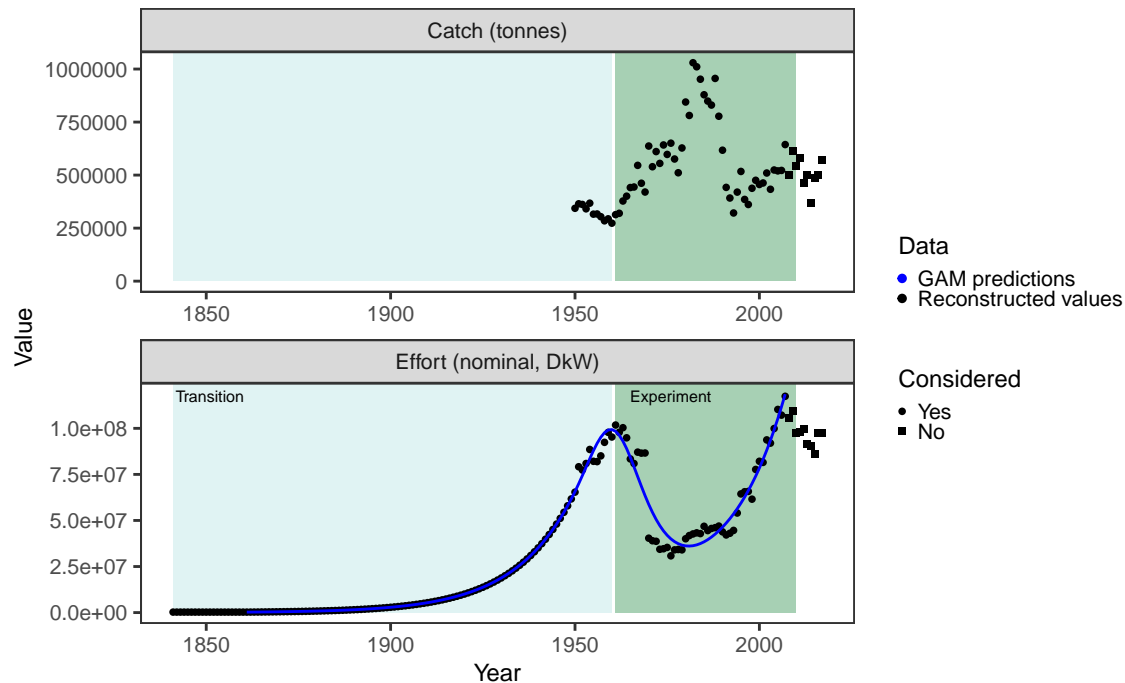 Catch (tonnes)
1000000
750000
500000
250000
0
1850
1900
1950
2000
Effort (nominal, DkW)
Transition
Experiment
1.0e+08
7.5e+07
5.0e+07
2.5e+07
0.0e+00
1850
1900
1950
2000
Year
Value
Data
GAM predictions
Reconstructed values
Considered
Yes
No